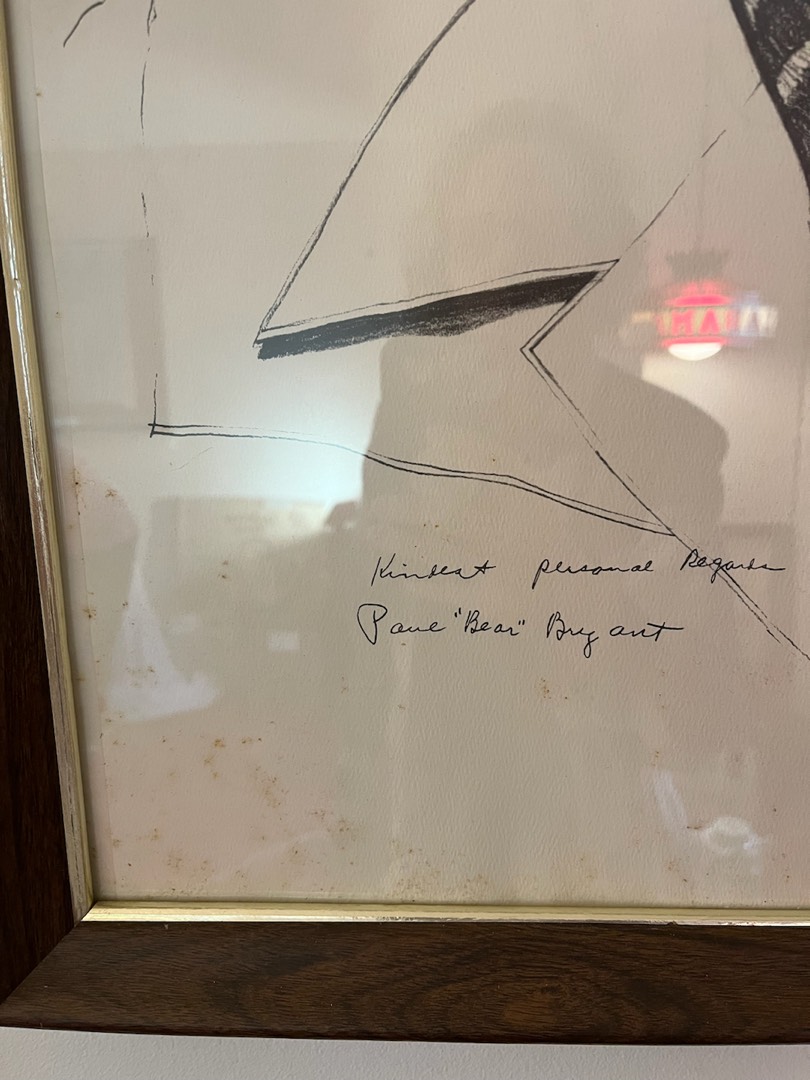 Kindest personal Regards
Paul "Bear" Bryant